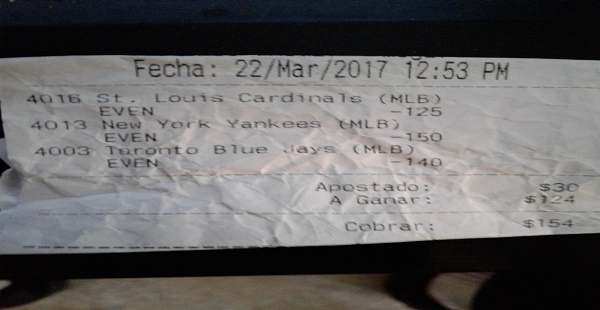 Fecha: 22/Mar/2017 12:53 PM
4016 St. Louis Cardinals (MLB)
EVEN -125
4013 New York Yankees (MLB)
EVEN -150
4003 Toronto Blue Jays (MLB)
EVEN -140
Apostado: $30
A Ganar: $124
Cobrar: $154